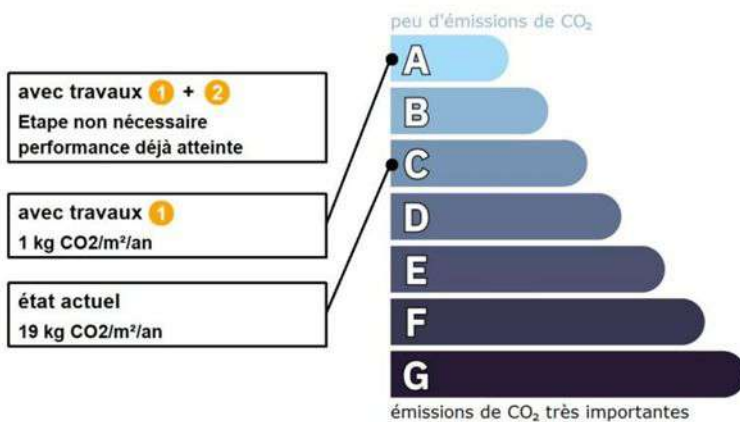 peu d'émissions de CO₂
A
B
C
D
E
F
G
émissions de CO₂ très importantes
avec travaux 1 + 2
Etape non nécessaire
performance déjà atteinte
avec travaux 1
1 kg CO2/m²/an
état actuel
19 kg CO2/m²/an